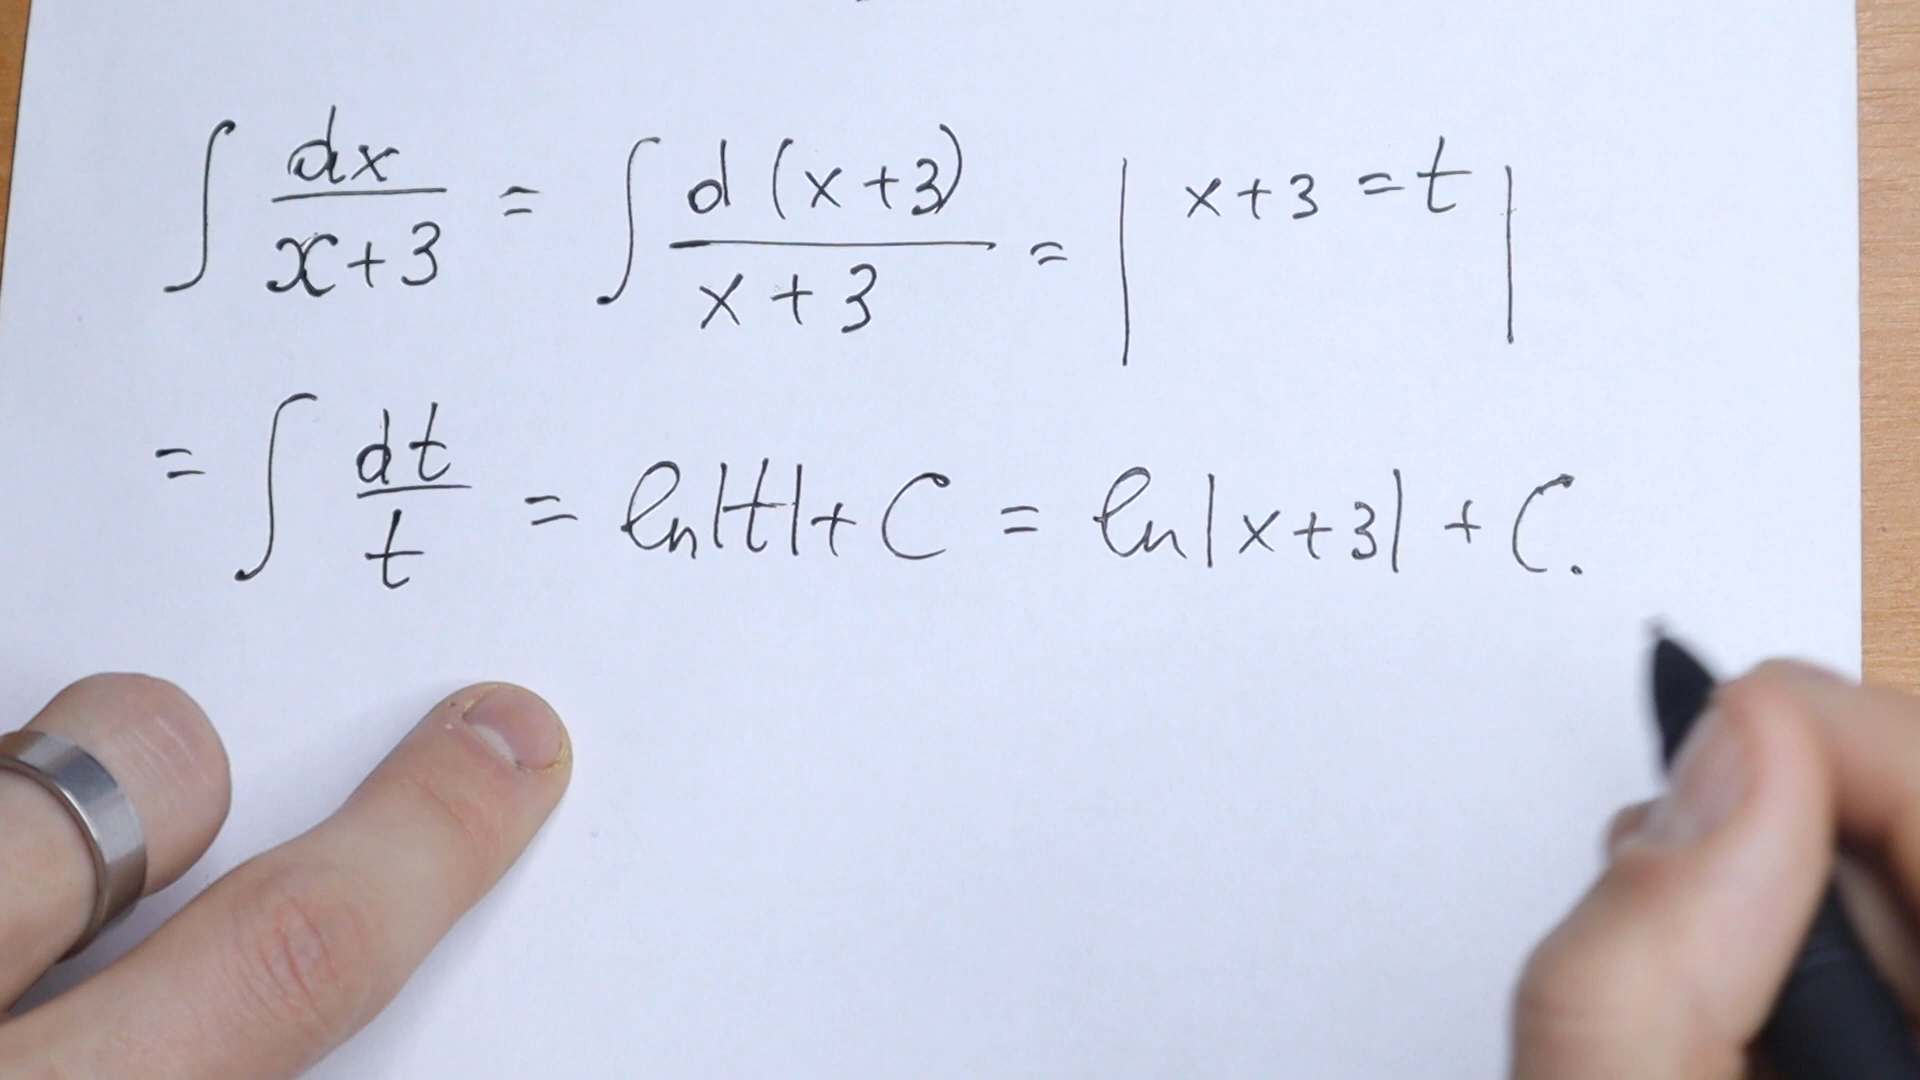 ∫ dx/(x+3) = ∫ d(x+3)/(x+3) = | x+3 = t |
= ∫ dt/t = ln|t| + C = ln|x+3| + C.